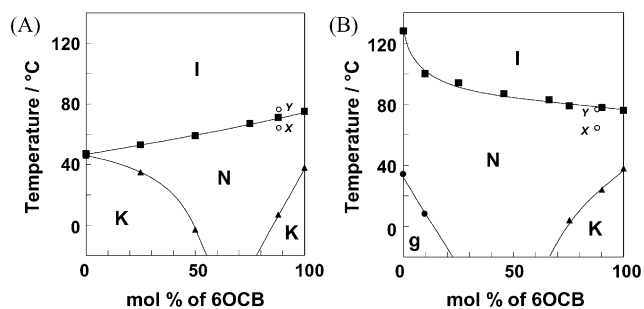 (A)
120
80
40
0
Temperature / °C
I
Y
X
N
K
K
0
50
100
mol % of 6OCB
(B)
120
80
40
0
Temperature / °C
I
Y
X
N
g
K
0
50
100
mol % of 6OCB